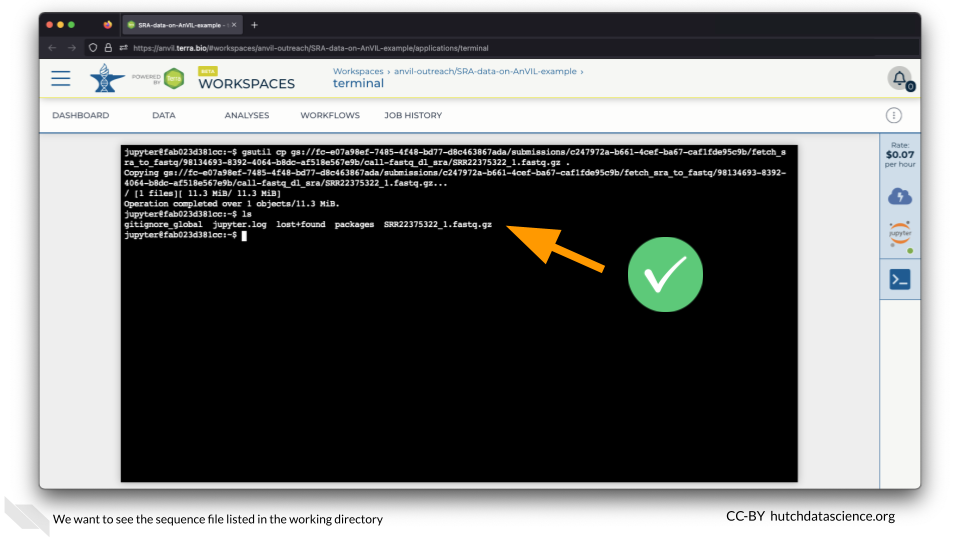 SRA-data-on-AnVIL-example - : × +
https://anvil.terra.bio/#workspaces/anvil-outreach/SRA-data-on-AnVIL-example/applications/terminal
POWERED BY Terra
BETA
WORKSPACES
Workspaces › anvil-outreach/SRA-data-on-AnVIL-example ›
terminal
0
DASHBOARD DATA ANALYSES WORKFLOWS JOB HISTORY
Rate:
$0.07
per hour
jupyter
jupyter@fab023d381cc:~$ gsutil cp gs://fc-e07a98ef-7485-4f48-bd77-d8c463867ada/submissions/c247972a-b661-4cef-ba67-caf1fde95c9b/fetch_s
ra_to_fastq/98134693-8392-4064-b8dc-af518e567e9b/call-fastq_dl_sra/SRR22375322_1.fastq.gz .
Copying gs://fc-e07a98ef-7485-4f48-bd77-d8c463867ada/submissions/c247972a-b661-4cef-ba67-caf1fde95c9b/fetch_sra_to_fastq/98134693-8392-
4064-b8dc-af518e567e9b/call-fastq_dl_sra/SRR22375322_1.fastq.gz...
/ [1 files][ 11.3 MiB/ 11.3 MiB]
Operation completed over 1 objects/11.3 MiB.
jupyter@fab023d381cc:~$ ls
gitignore_global jupyter.log lost+found packages SRR22375322_1.fastq.gz
jupyter@fab023d381cc:~$
We want to see the sequence file listed in the working directory
CC-BY hutchdatascience.org